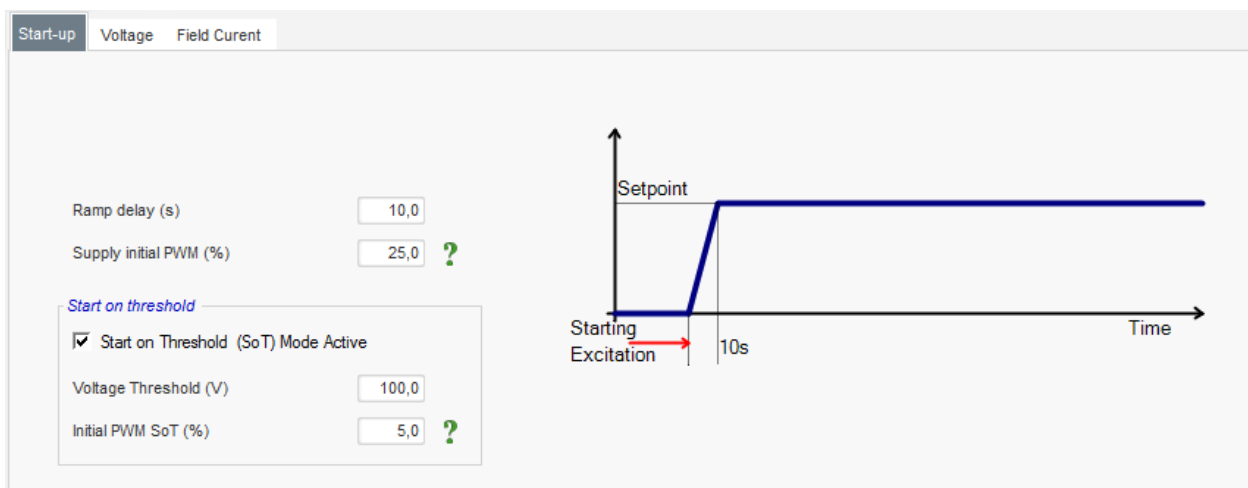 Start-up Voltage Field Curent
Ramp delay (s) 10,0
Supply initial PWM (%) 25,0 ?
Start on threshold
Start on Threshold (SoT) Mode Active
Voltage Threshold (V) 100,0
Initial PWM SoT (%) 5,0 ?
Setpoint
Starting
Excitation
10s
Time